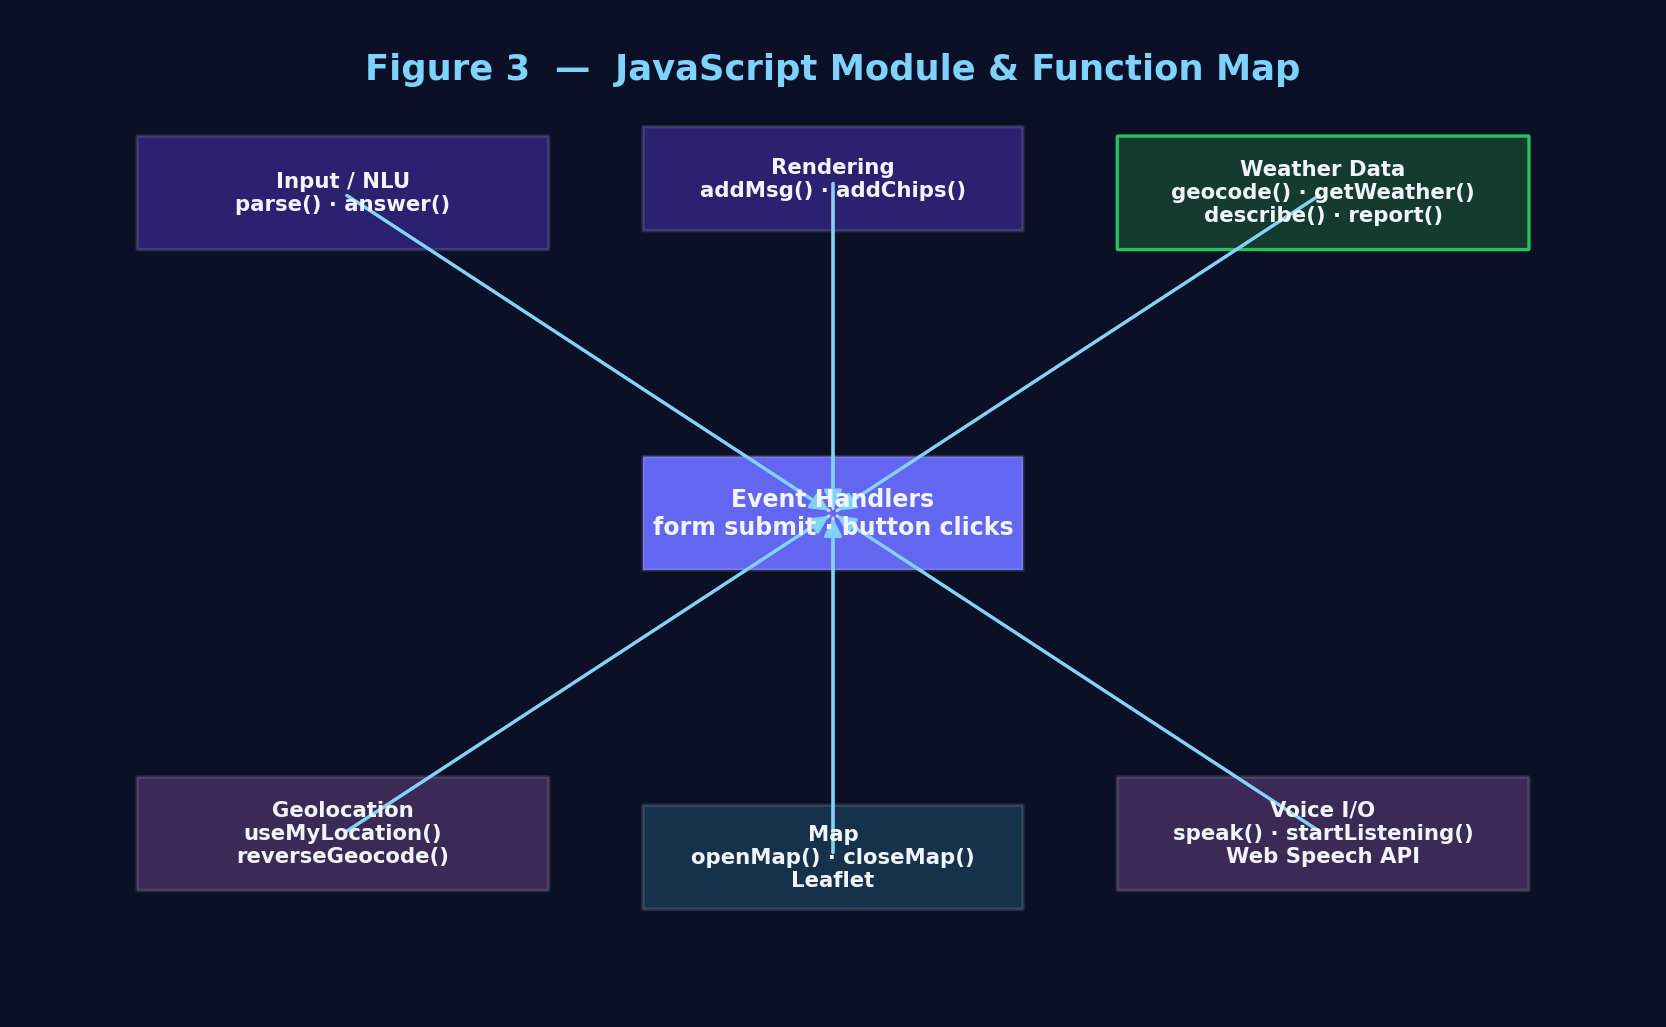 Figure 3 — JavaScript Module & Function Map
Input / NLU
parse() · answer()
Rendering
addMsg() · addChips()
Weather Data
geocode() · getWeather()
describe() · report()
Event Handlers
form submit · button clicks
Geolocation
useMyLocation()
reverseGeocode()
Map
openMap() · closeMap()
Leaflet
Voice I/O
speak() · startListening()
Web Speech API